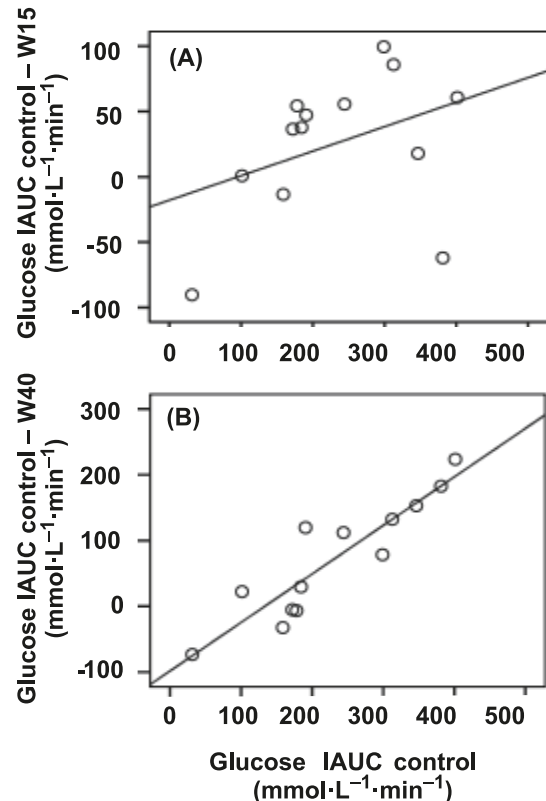 Glucose IAUC control – W15
(mmol·L⁻¹·min⁻¹)
(A)
100
50
0
-50
-100
0 100 200 300 400 500
Glucose IAUC control – W40
(mmol·L⁻¹·min⁻¹)
(B)
300
200
100
0
-100
0 100 200 300 400 500
Glucose IAUC control
(mmol·L⁻¹·min⁻¹)